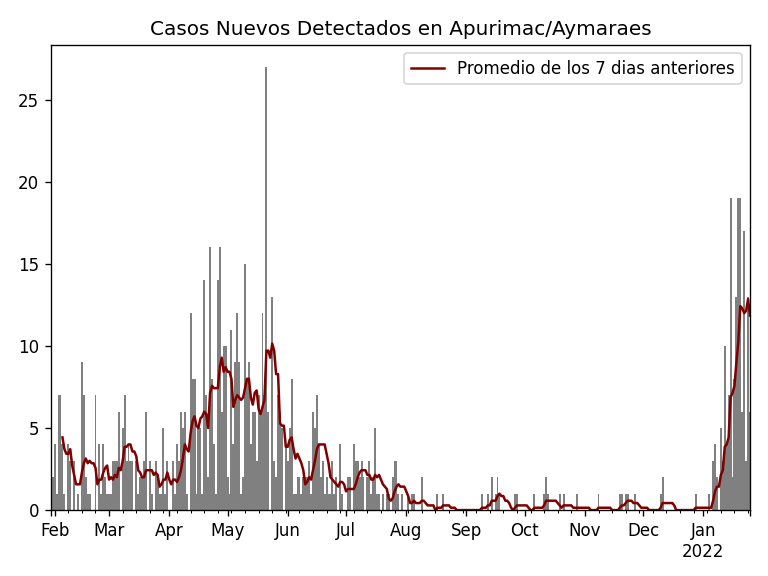 Casos Nuevos Detectados en Apurimac/Aymaraes
Promedio de los 7 dias anteriores
25
20
15
10
5
0
Feb Mar Apr May Jun Jul Aug Sep Oct Nov Dec Jan
2022